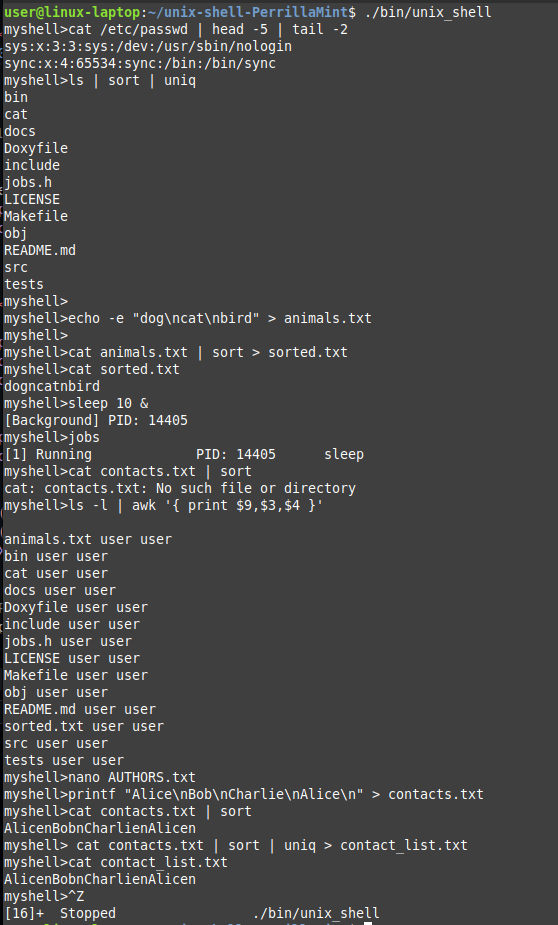 user@linux-laptop:~/unix-shell-PerrillaMint$ ./bin/unix_shell
myshell>cat /etc/passwd | head -5 | tail -2
sys:x:3:3:sys:/dev:/usr/sbin/nologin
sync:x:4:65534:sync:/bin:/bin/sync
myshell>ls | sort | uniq
bin
cat
docs
Doxyfile
include
jobs.h
LICENSE
Makefile
obj
README.md
src
tests
myshell>
myshell>echo -e "dog\ncat\nbird" > animals.txt
myshell>
myshell>cat animals.txt | sort > sorted.txt
myshell>cat sorted.txt
dogncatnbird
myshell>sleep 10 &
[Background] PID: 14405
myshell>jobs
[1] Running             PID: 14405      sleep
myshell>cat contacts.txt | sort
cat: contacts.txt: No such file or directory
myshell>ls -l | awk '{ print $9,$3,$4 }'

animals.txt user user
bin user user
cat user user
docs user user
Doxyfile user user
include user user
jobs.h user user
LICENSE user user
Makefile user user
obj user user
README.md user user
sorted.txt user user
src user user
tests user user
myshell>nano AUTHORS.txt
myshell>printf "Alice\nBob\nCharlie\nAlice\n" > contacts.txt
myshell>cat contacts.txt | sort
AlicenBobnCharlienAlicen
myshell> cat contacts.txt | sort | uniq > contact_list.txt
myshell>cat contact_list.txt
AlicenBobnCharlienAlicen
myshell>^Z
[16]+  Stopped                 ./bin/unix_shell